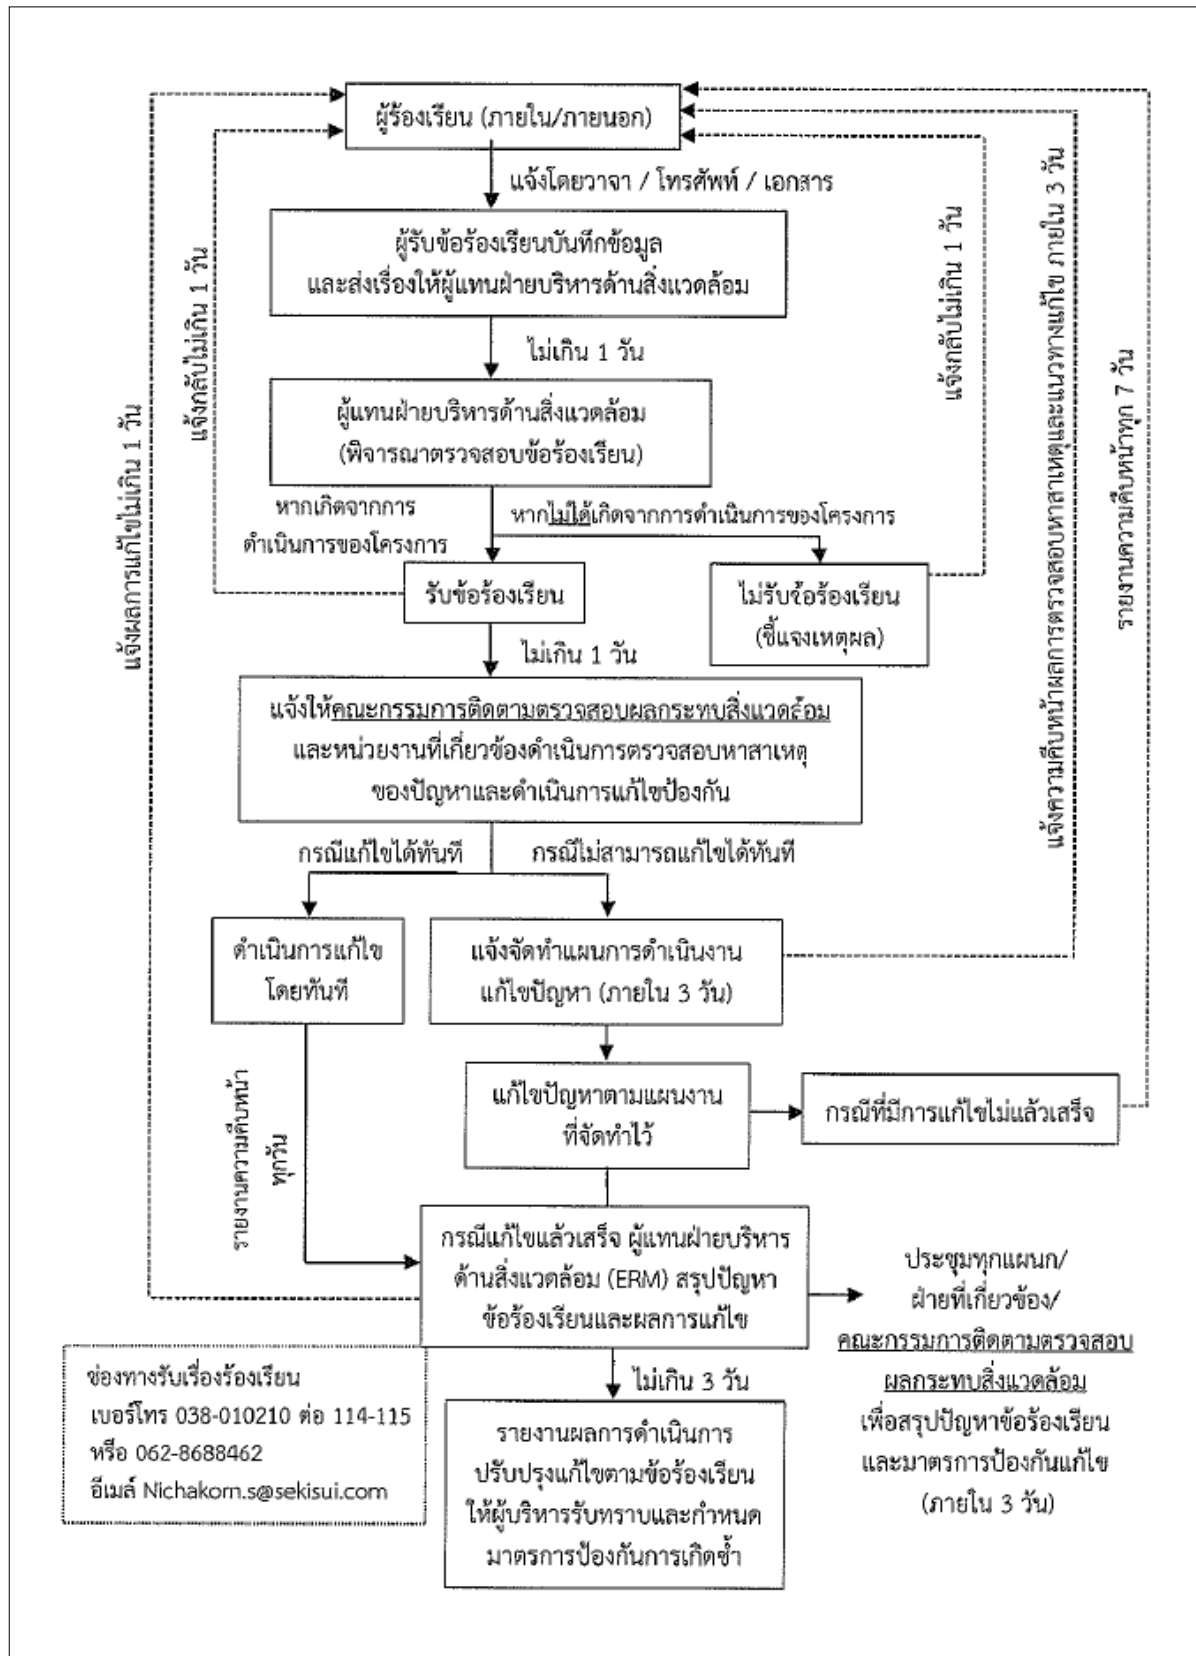 ผู้ร้องเรียน (ภายใน/ภายนอก)
แจ้งโดยวาจา / โทรศัพท์ / เอกสาร
ผู้รับข้อร้องเรียนบันทึกข้อมูล
และส่งเรื่องให้ผู้แทนฝ่ายบริหารด้านสิ่งแวดล้อม
ไม่เกิน 1 วัน
ผู้แทนฝ่ายบริหารด้านสิ่งแวดล้อม
(พิจารณาตรวจสอบข้อร้องเรียน)
หากเกิดจากการ
ดำเนินการของโครงการ
หากไม่ได้เกิดจากการดำเนินการของโครงการ
รับข้อร้องเรียน
ไม่รับข้อร้องเรียน
(ชี้แจงเหตุผล)
แจ้งกลับไม่เกิน 1 วัน
แจ้งกลับไม่เกิน 1 วัน
ไม่เกิน 1 วัน
แจ้งให้คณะกรรมการติดตามตรวจสอบผลกระทบสิ่งแวดล้อม
และหน่วยงานที่เกี่ยวข้องดำเนินการตรวจสอบหาสาเหตุ
ของปัญหาและดำเนินการแก้ไขป้องกัน
กรณีแก้ไขได้ทันที
กรณีไม่สามารถแก้ไขได้ทันที
ดำเนินการแก้ไข
โดยทันที
แจ้งจัดทำแผนการดำเนินงาน
แก้ไขปัญหา (ภายใน 3 วัน)
แจ้งความคืบหน้าผลการตรวจสอบหาสาเหตุและแนวทางแก้ไข ภายใน 3 วัน
แก้ไขปัญหาตามแผนงาน
ที่จัดทำไว้
กรณีที่มีการแก้ไขไม่แล้วเสร็จ
รายงานความคืบหน้าทุก 7 วัน
รายงานความคืบหน้า
ทุกวัน
กรณีแก้ไขแล้วเสร็จ ผู้แทนฝ่ายบริหาร
ด้านสิ่งแวดล้อม (ERM) สรุปปัญหา
ข้อร้องเรียนและผลการแก้ไข
แจ้งผลการแก้ไขไม่เกิน 1 วัน
ประชุมทุกแผนก/
ฝ่ายที่เกี่ยวข้อง/
คณะกรรมการติดตามตรวจสอบ
ผลกระทบสิ่งแวดล้อม
เพื่อสรุปปัญหาข้อร้องเรียน
และมาตรการป้องกันแก้ไข
(ภายใน 3 วัน)
ไม่เกิน 3 วัน
รายงานผลการดำเนินการ
ปรับปรุงแก้ไขตามข้อร้องเรียน
ให้ผู้บริหารรับทราบและกำหนด
มาตรการป้องกันการเกิดซ้ำ
ช่องทางรับเรื่องร้องเรียน
เบอร์โทร 038-010210 ต่อ 114-115
หรือ 062-8688462
อีเมล์ Nichakorn.s@sekisui.com